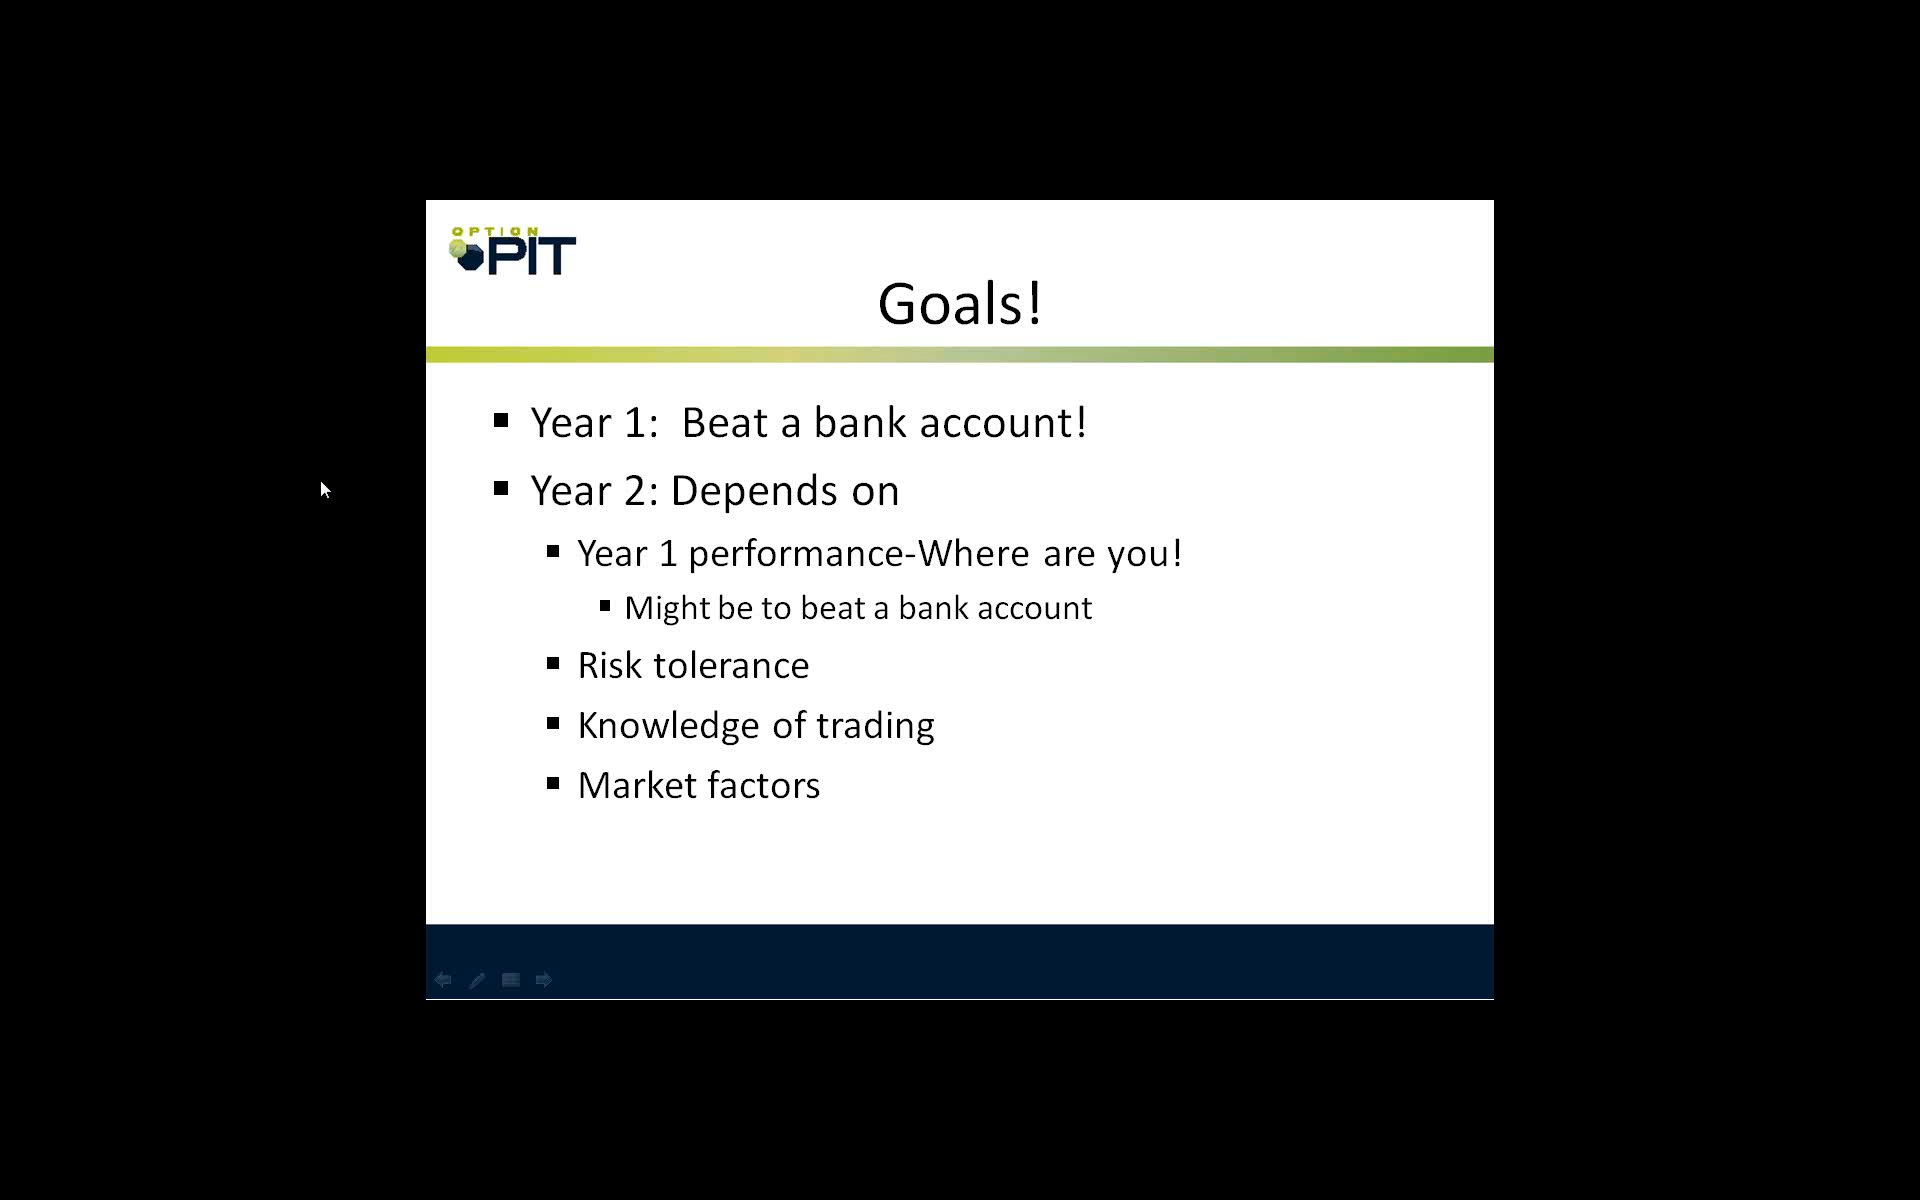 OPTION
PIT
Goals!
Year 1: Beat a bank account!
Year 2: Depends on
Year 1 performance-Where are you!
Might be to beat a bank account
Risk tolerance
Knowledge of trading
Market factors